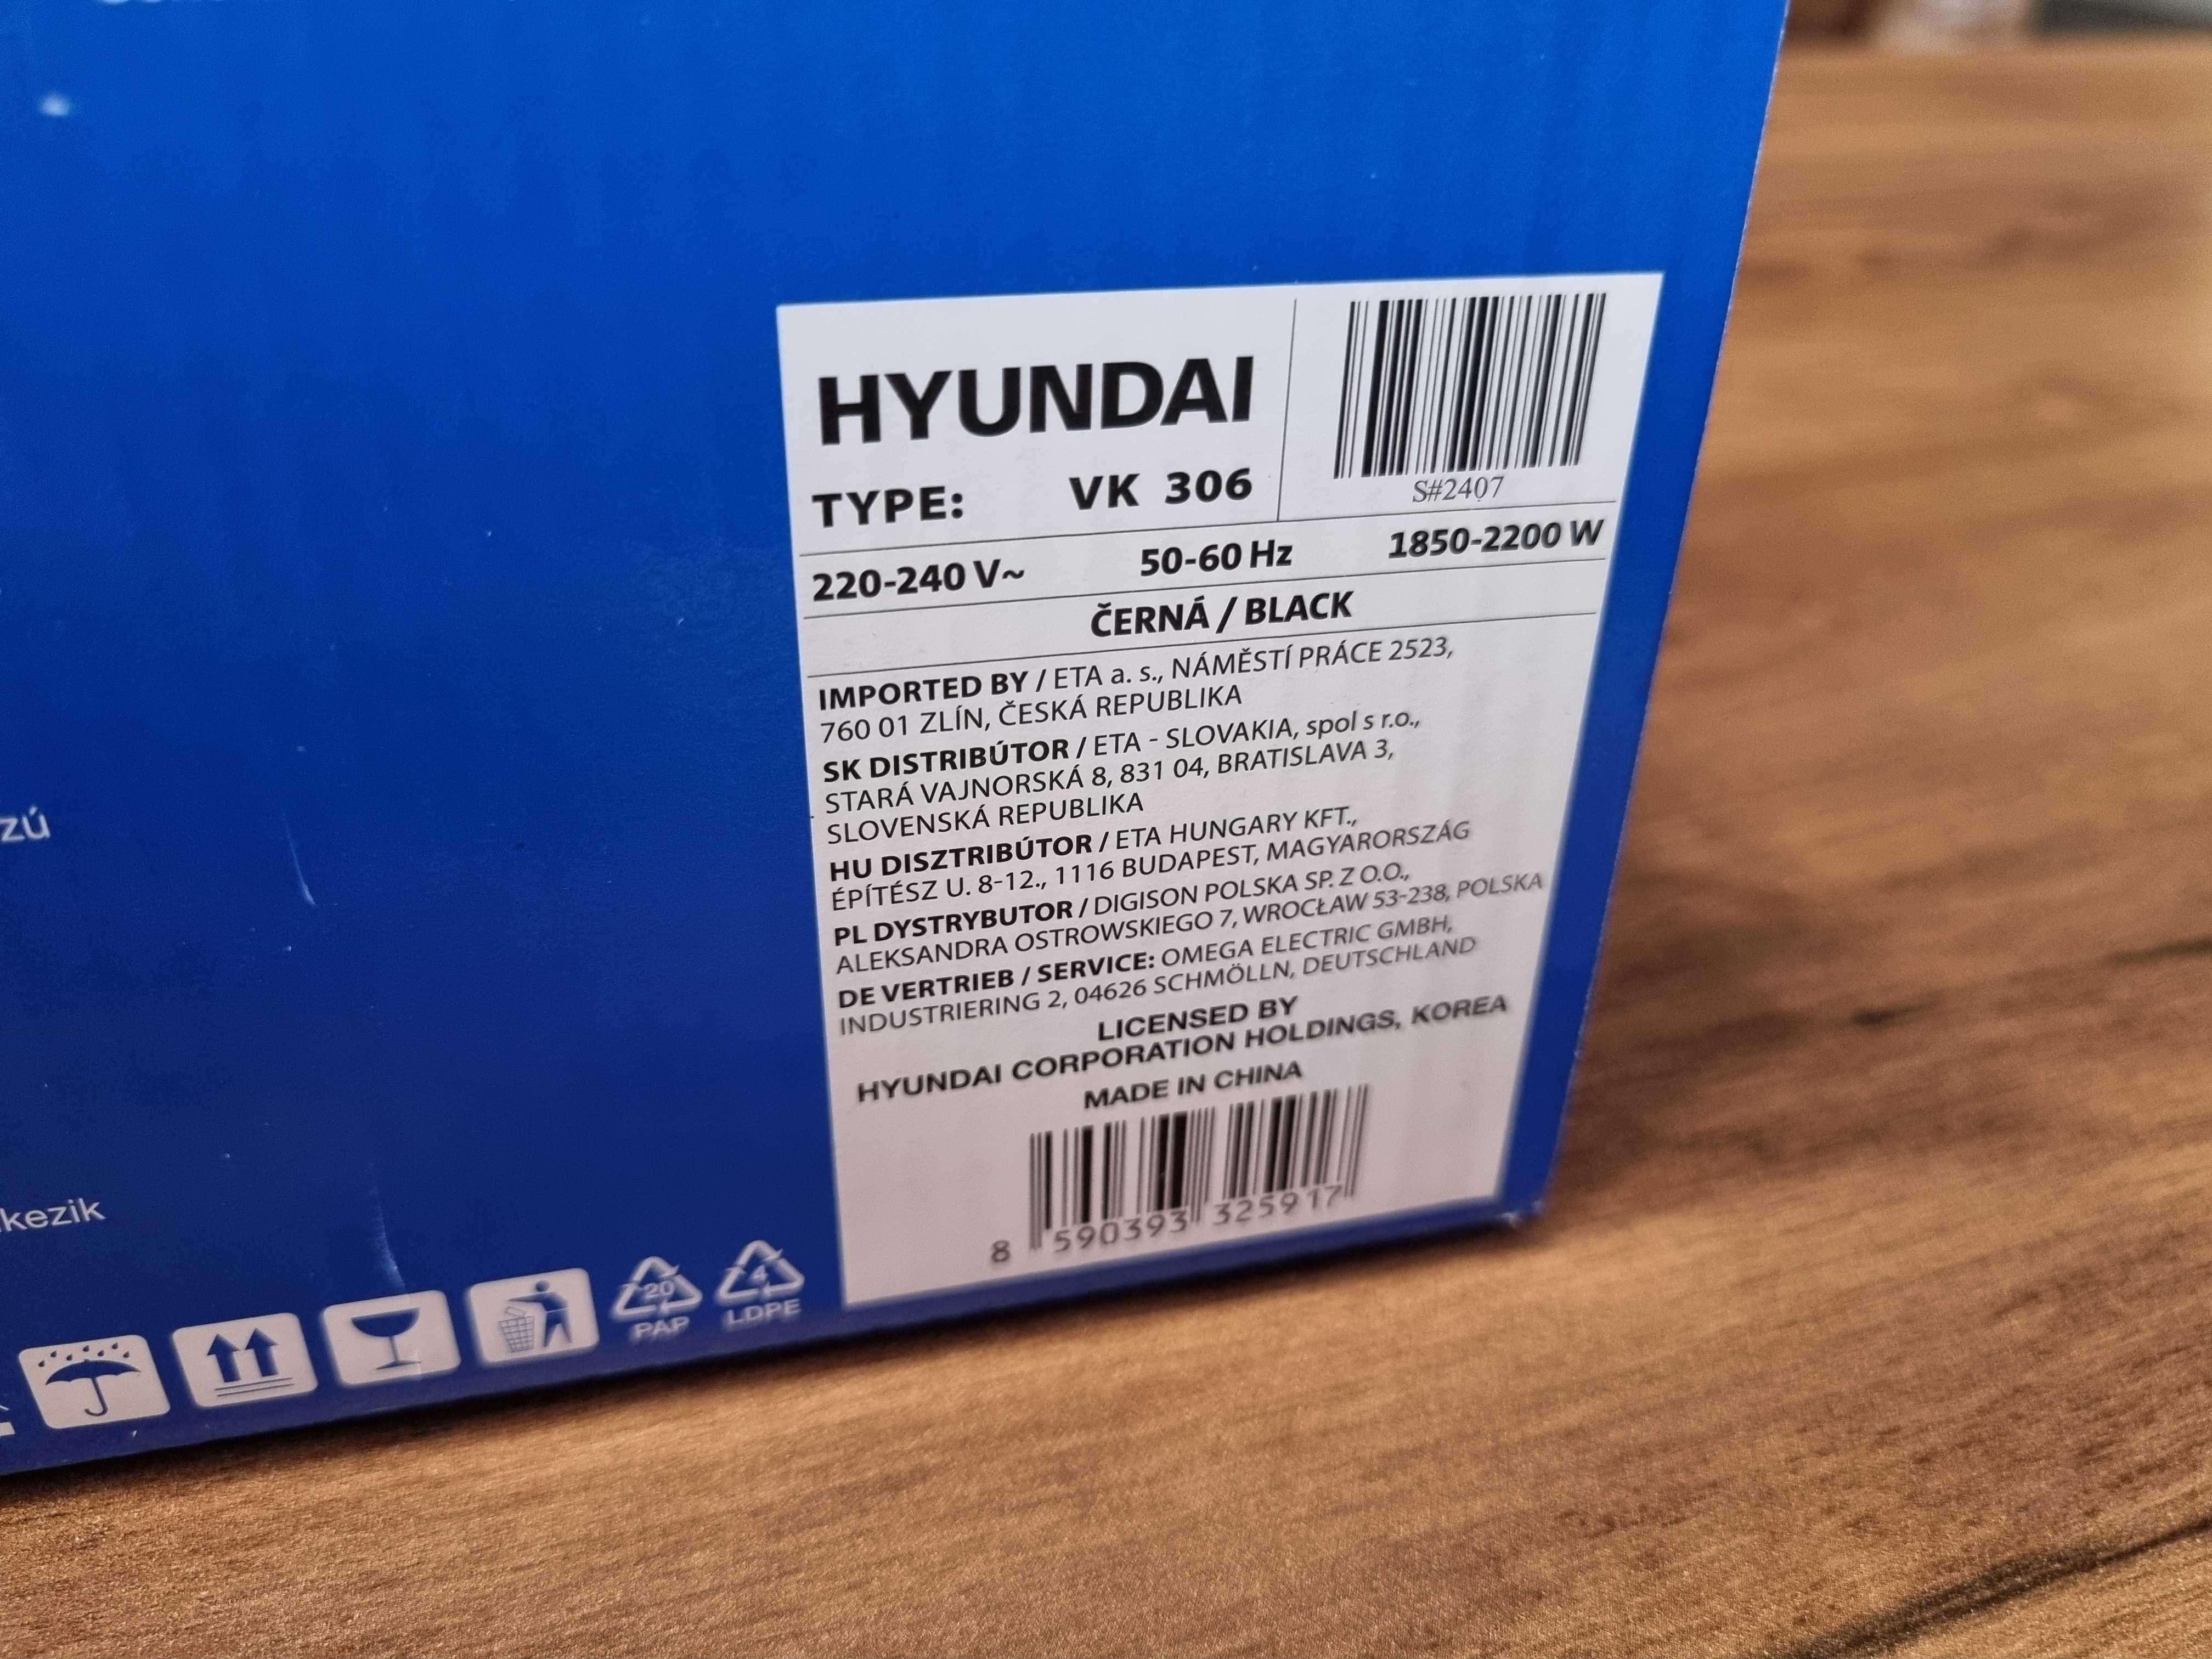 HYUNDAI
TYPE: VK 306
S#2407
220-240 V~ 50-60 Hz 1850-2200 W
ČERNÁ / BLACK
IMPORTED BY / ETA a. s., NÁMĚSTÍ PRÁCE 2523,
760 01 ZLÍN, ČESKÁ REPUBLIKA
SK DISTRIBÚTOR / ETA - SLOVAKIA, spol s r.o.,
STARÁ VAJNORSKÁ 8, 831 04, BRATISLAVA 3,
SLOVENSKÁ REPUBLIKA
HU DISZTRIBÚTOR / ETA HUNGARY KFT.,
ÉPÍTÉSZ U. 8-12., 1116 BUDAPEST, MAGYARORSZÁG
PL DYSTRYBUTOR / DIGISON POLSKA SP. Z O.O.,
ALEKSANDRA OSTROWSKIEGO 7, WROCŁAW 53-238, POLSKA
DE VERTRIEB / SERVICE: OMEGA ELECTRIC GMBH,
INDUSTRIERING 2, 04626 SCHMÖLLN, DEUTSCHLAND
LICENSED BY
HYUNDAI CORPORATION HOLDINGS, KOREA
MADE IN CHINA
8 590393 325917
zú
kezik
20
PAP
4
LDPE